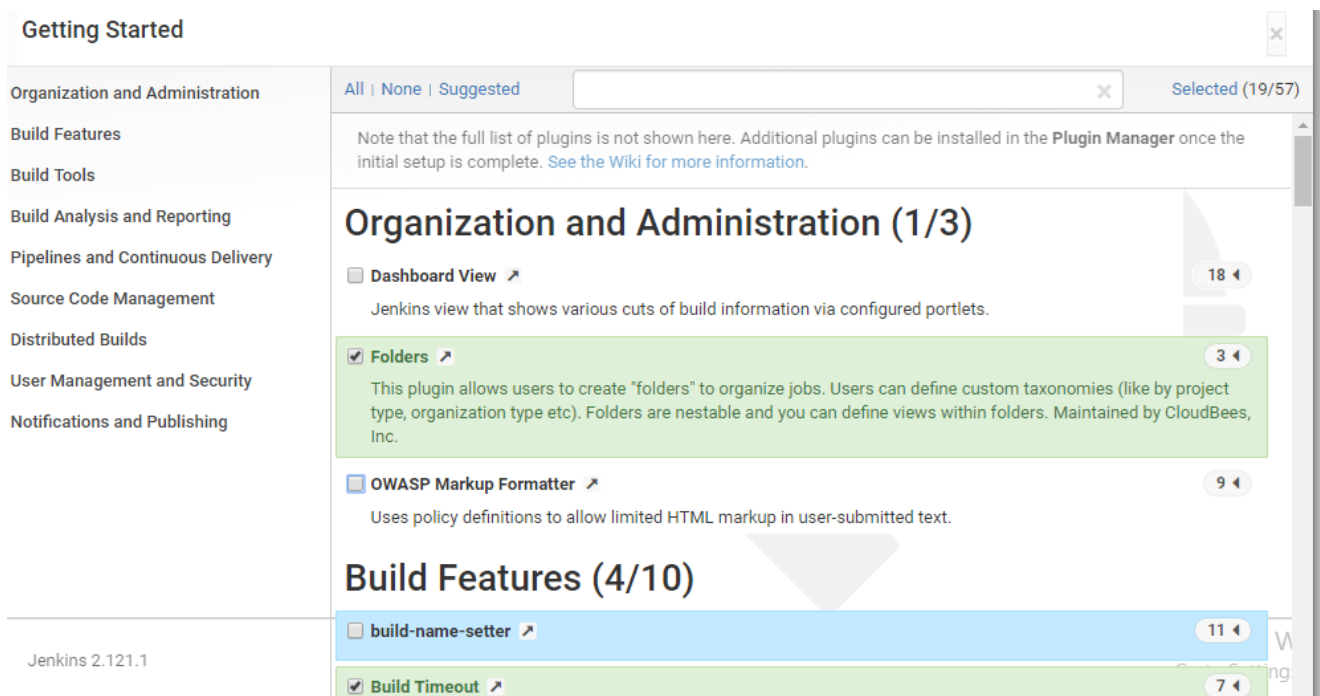 Getting Started
×
Organization and Administration
Build Features
Build Tools
Build Analysis and Reporting
Pipelines and Continuous Delivery
Source Code Management
Distributed Builds
User Management and Security
Notifications and Publishing
Jenkins 2.121.1
All | None | Suggested
×
Selected (19/57)
Note that the full list of plugins is not shown here. Additional plugins can be installed in the Plugin Manager once the
initial setup is complete. See the Wiki for more information.
Organization and Administration (1/3)
Dashboard View
18
Jenkins view that shows various cuts of build information via configured portlets.
Folders
3
This plugin allows users to create "folders" to organize jobs. Users can define custom taxonomies (like by project
type, organization type etc). Folders are nestable and you can define views within folders. Maintained by CloudBees,
Inc.
OWASP Markup Formatter
9
Uses policy definitions to allow limited HTML markup in user-submitted text.
Build Features (4/10)
build-name-setter
11
Build Timeout
7